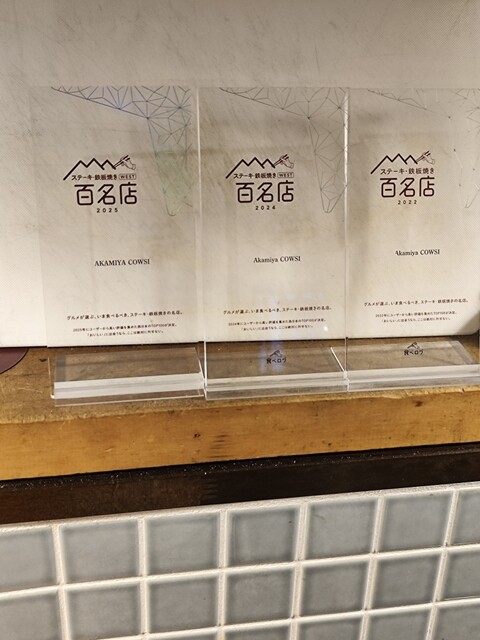 ステーキ・鉄板焼き WEST
百名店
2025
AKAMIYA COWSI
グルメが選ぶ、いま食べるべき、ステーキ・鉄板焼きの名店。
ステーキ・鉄板焼き WEST
百名店
2024
Akamiya COWSI
グルメが選ぶ、いま食べるべき、ステーキ・鉄板焼きの名店。
食べログ
ステーキ・鉄板焼き
百名店
2022
Akamiya COWSI
グルメが選ぶ、いま食べるべき、ステーキ・鉄板焼きの名店。
食べログ